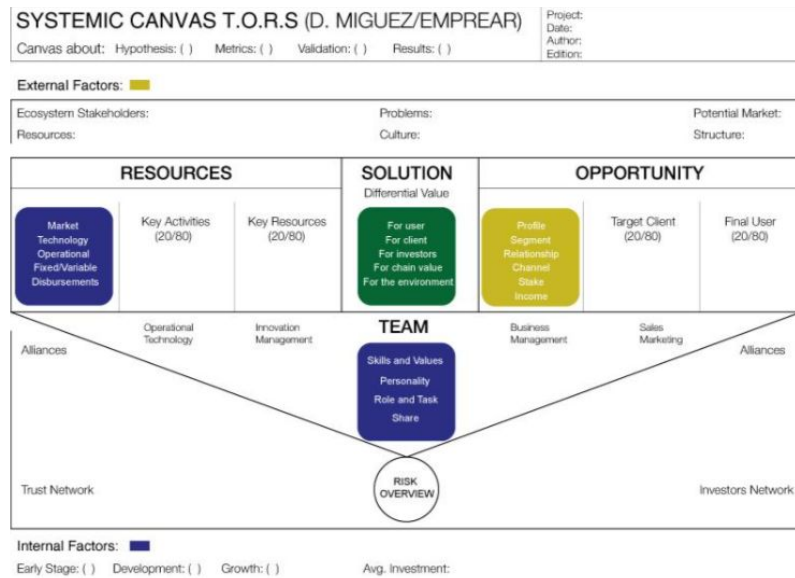 SYSTEMIC CANVAS T.O.R.S (D. MIGUEZ/EMPREAR)
Canvas about: Hypothesis: ( ) Metrics: ( ) Validation: ( ) Results: ( )
Project:
Date:
Author:
Edition:
External Factors:
Ecosystem Stakeholders: Problems: Potential Market:
Resources: Culture: Structure:
RESOURCES
Market
Technology
Operational
Fixed/Variable
Disbursements
Key Activities
(20/80)
Key Resources
(20/80)
SOLUTION
Differential Value
For user
For client
For investors
For chain value
For the environment
OPPORTUNITY
Profile
Segment
Relationship
Channel
Stake
Income
Target Client
(20/80)
Final User
(20/80)
Alliances
Operational
Technology
Innovation
Management
TEAM
Skills and Values
Personality
Role and Task
Share
Business
Management
Sales
Marketing
Alliances
Trust Network
RISK
OVERVIEW
Investors Network
Internal Factors:
Early Stage: ( ) Development: ( ) Growth: ( ) Avg. Investment: